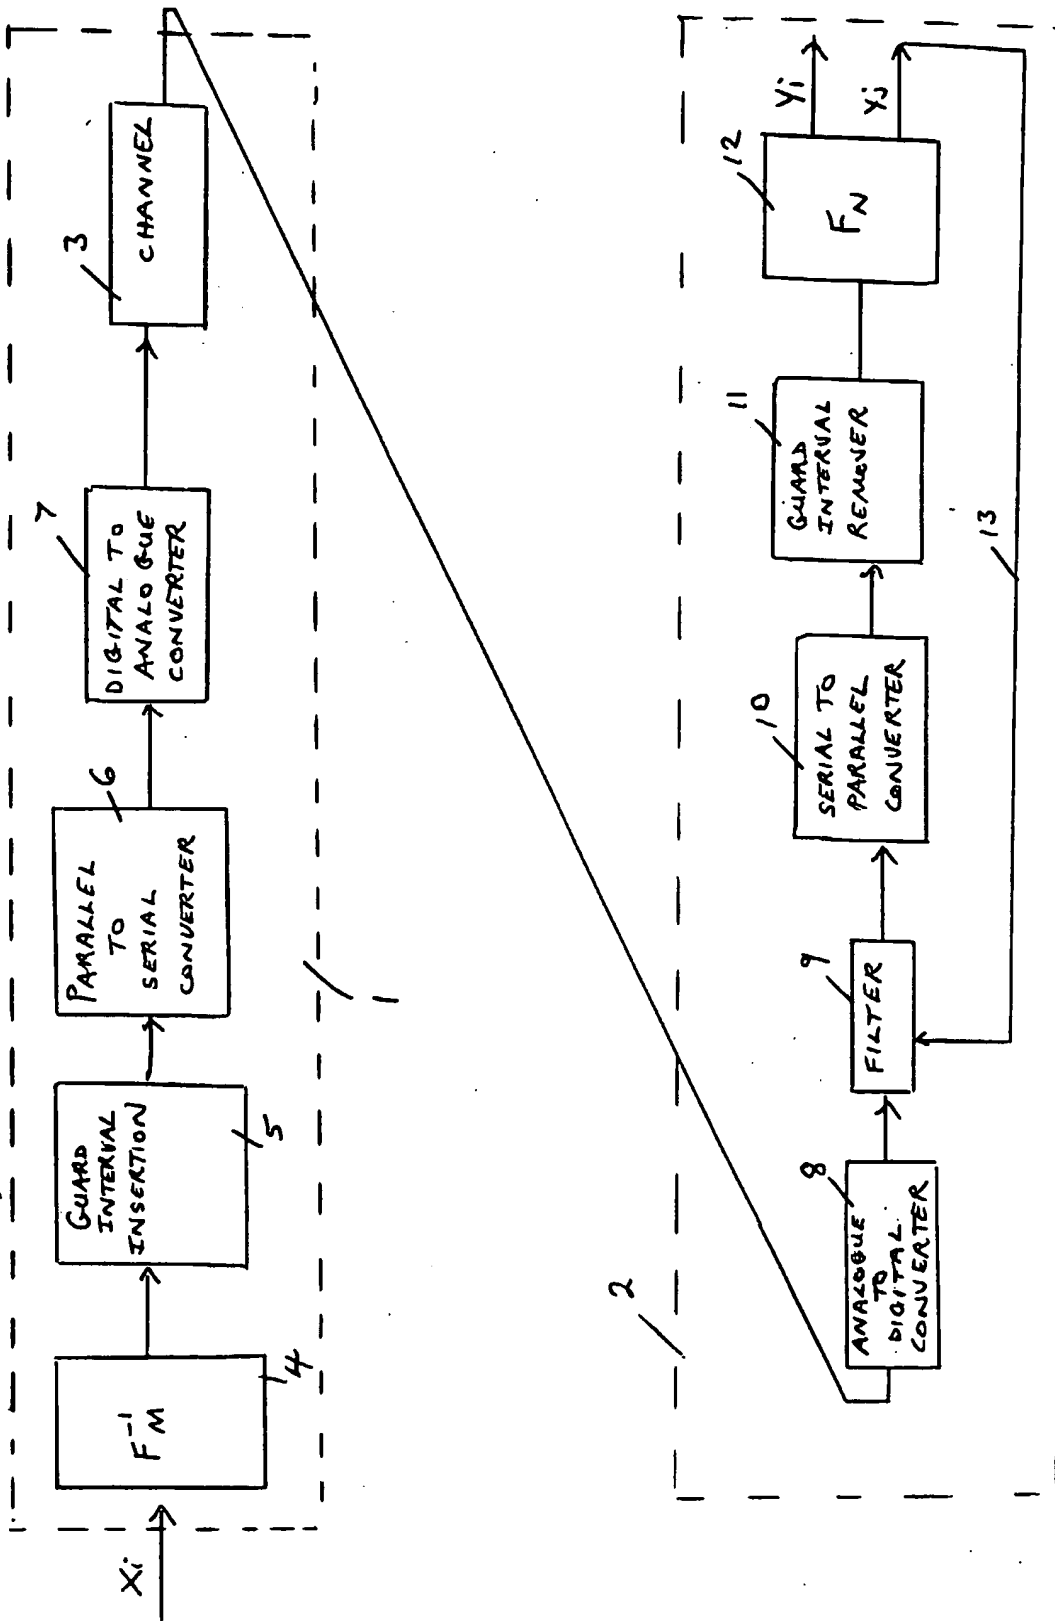 Xi
F_M^-1
4
GUARD
INTERVAL
INSERTION
5
PARALLEL
TO
SERIAL
CONVERTER
6
DIGITAL TO
ANALOGUE
CONVERTER
7
CHANNEL
3
1
2
ANALOGUE
TO
DIGITAL
CONVERTER
8
FILTER
9
SERIAL TO
PARALLEL
CONVERTER
10
GUARD
INTERVAL
REMOVER
11
F_N
12
Yi
Yj
13